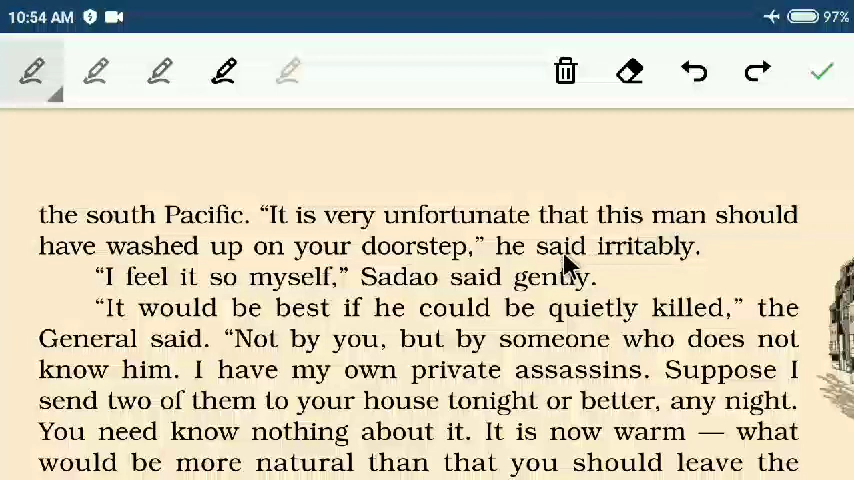 10:54 AM 97%
the south Pacific. “It is very unfortunate that this man should
have washed up on your doorstep,” he said irritably.
“I feel it so myself,” Sadao said gently.
“It would be best if he could be quietly killed,” the
General said. “Not by you, but by someone who does not
know him. I have my own private assassins. Suppose I
send two of them to your house tonight or better, any night.
You need know nothing about it. It is now warm — what
would be more natural than that you should leave the